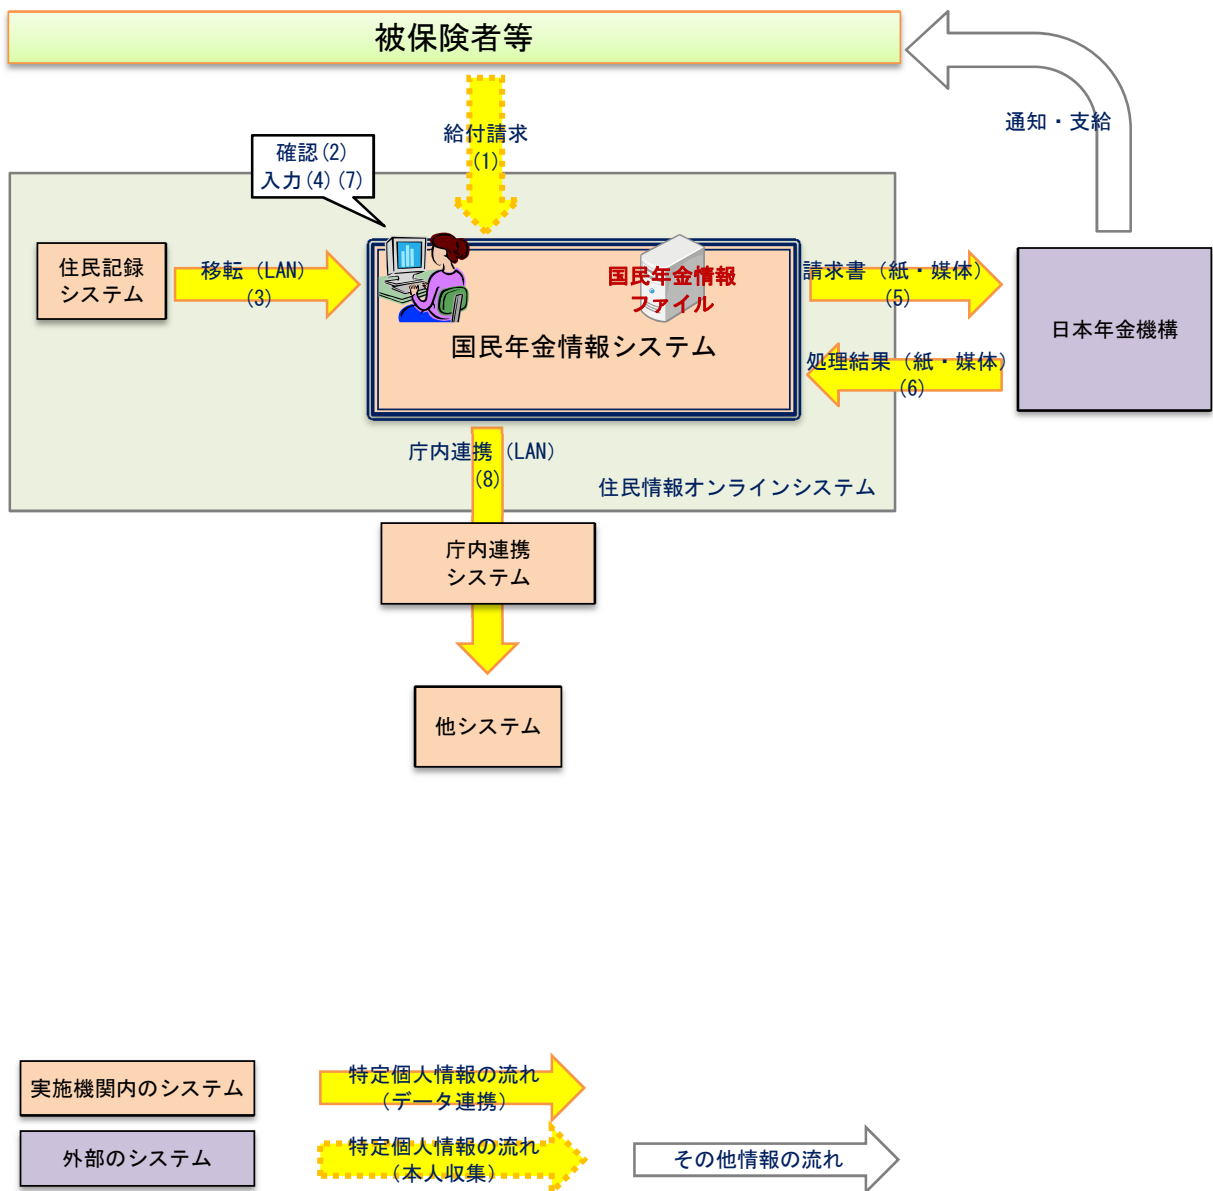 被保険者等
通知・支給
給付請求
(1)
確認(2)
入力(4)(7)
住民記録
システム
移転（LAN）
(3)
国民年金情報
ファイル
国民年金情報システム
請求書（紙・媒体）
(5)
処理結果（紙・媒体）
(6)
日本年金機構
庁内連携（LAN）
(8)
住民情報オンラインシステム
庁内連携
システム
他システム
実施機関内のシステム
特定個人情報の流れ
（データ連携）
外部のシステム
特定個人情報の流れ
（本人収集）
その他情報の流れ